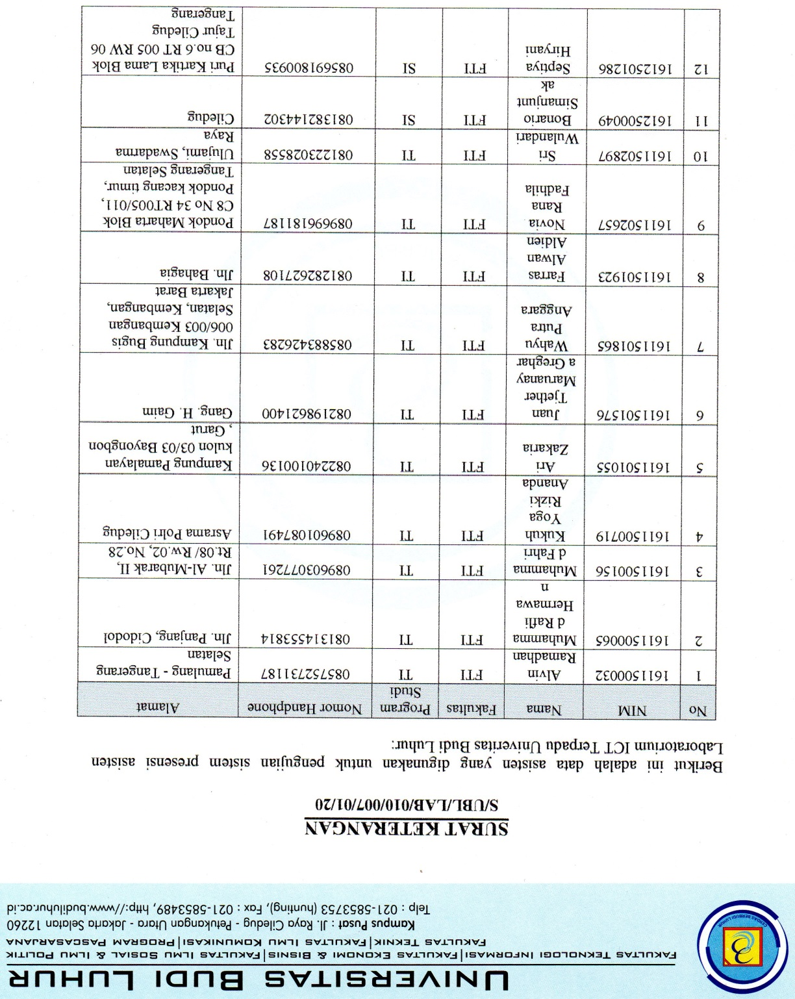 UNIVERSITAS BUDI LUHUR
FAKULTAS TEKNOLOGI INFORMASI|FAKULTAS EKONOMI & BISNIS|FAKULTAS ILMU SOSIAL & ILMU POLITIK
FAKULTAS TEKNIK|FAKULTAS ILMU KOMUNIKASI|PROGRAM PASCASARJANA
Kampus Pusat : Jl. Raya Ciledug - Petukangan Utara - Jakarta Selatan 12260
Telp : 021-5853753 (hunting), Fax : 021-5853489, http://www.budiluhur.ac.id
CERDAS BERBUDI LUHUR
SURAT KETERANGAN
S/UBL/LAB/010/007/01/20
Berikut ini adalah data asisten yang digunakan untuk pengujian sistem presensi asisten
Laboratorium ICT Terpadu Univeritas Budi Luhur:
No NIM Nama Fakultas Program Nomor Handphone Alamat
Studi
1 1611500032 Alvin FTI TI 085752731187 Pamulang - Tangerang
Ramadhan Selatan
2 1611500065 Muhamma FTI TI 081314553814 Jln. Panjang, Cidodol
d Rafli
Hermawa
n
3 1611500156 Muhamma FTI TI 089603077261 Jln. Al-Mubarak II,
d Fahri Rt.08/ Rw.02, No.28
4 1611500719 Kukuh FTI TI 089601087491 Asrama Polri Ciledug
Yoga
Rizki
Ananda
5 1611501055 Ari FTI TI 082240100136 Kampung Pamalayan
Zakaria kulon 03/03 Bayongbon
, Garut
6 1611501576 Juan FTI TI 082198621400 Gang. H. Gaim
Tjether
Maruanay
a Greghar
7 1611501865 Wahyu FTI TI 085883426283 Jln. Kampung Bugis
Putra 006/003 Kembangan
Anggara Selatan, Kembangan,
Jakarta Barat
8 1611501923 Farras FTI TI 081282627108 Jln. Bahagia
Alwan
Aldien
9 1611502657 Novia FTI TI 089696181187 Pondok Maharta Blok
Rana C8 No 34 RT005/011,
Fadhila Pondok kacang timur,
Tangerang Selatan
10 1611502897 Sri FTI TI 081223028558 Ulujami, Swadarma
Wulandari Raya
11 1612500049 Bonario FTI SI 081382144302 Ciledug
Simanjunt
ak
12 1612501286 Septiya FTI SI 085691800935 Puri Kartika Lama Blok
Hiryani CB no.6 RT 005 RW 06
Tajur Ciledug
Tangerang